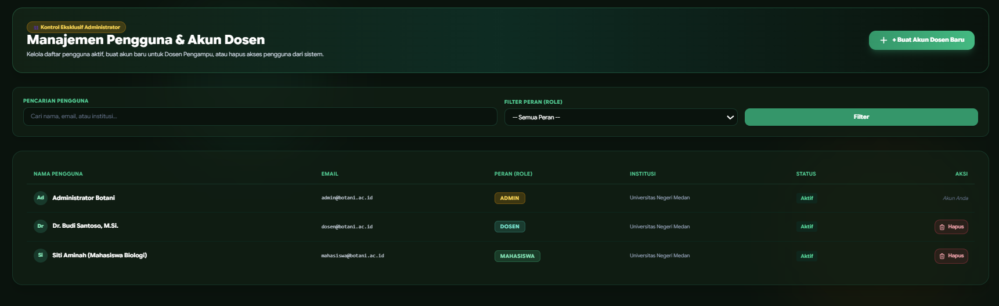 Kontrol Eksklusif Administrator
Manajemen Pengguna & Akun Dosen
Kelola daftar pengguna aktif, buat akun baru untuk Dosen Pengampu, atau hapus akses pengguna dari sistem.
+ Buat Akun Dosen Baru
PENCARIAN PENGGUNA
Cari nama, email, atau institusi...
FILTER PERAN (ROLE)
-- Semua Peran --
Filter
NAMA PENGGUNA EMAIL PERAN (ROLE) INSTITUSI STATUS AKSI
Ad Administrator Botani admin@botani.ac.id ADMIN Universitas Negeri Medan Aktif Akun Anda
Dr Dr. Budi Santoso, M.Si. dosen@botani.ac.id DOSEN Universitas Negeri Medan Aktif Hapus
Si Siti Aminah (Mahasiswa Biologi) mahasiswa@botani.ac.id MAHASISWA Universitas Negeri Medan Aktif Hapus